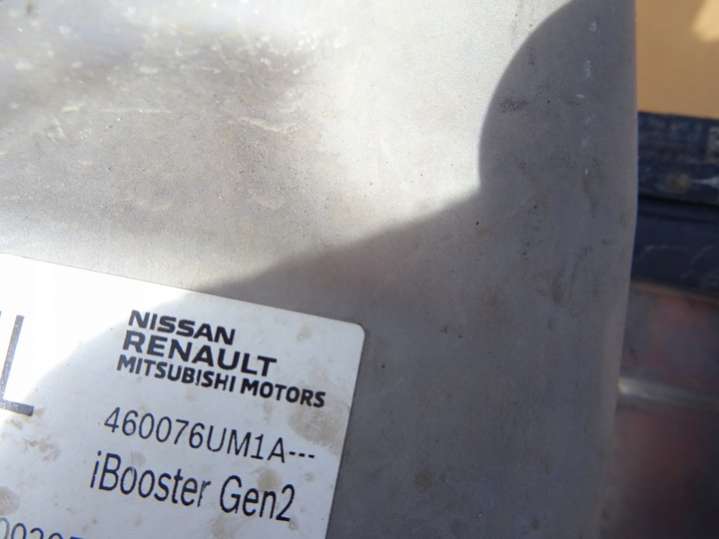 NISSAN
RENAULT
MITSUBISHI MOTORS
460076UM1A---
iBooster Gen2